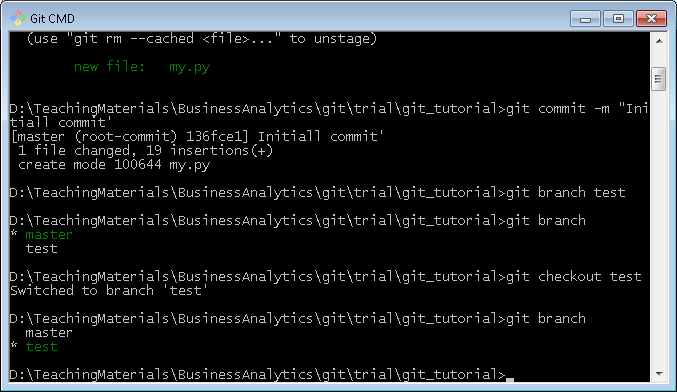 Git CMD
(use "git rm --cached <file>..." to unstage)
new file:   my.py
D:\TeachingMaterials\BusinessAnalytics\git\trial\git_tutorial>git commit -m "Ini
tiall commit'
[master (root-commit) 136fce1] Initiall commit'
1 file changed, 19 insertions(+)
create mode 100644 my.py
D:\TeachingMaterials\BusinessAnalytics\git\trial\git_tutorial>git branch test
D:\TeachingMaterials\BusinessAnalytics\git\trial\git_tutorial>git branch
* master
test
D:\TeachingMaterials\BusinessAnalytics\git\trial\git_tutorial>git checkout test
Switched to branch 'test'
D:\TeachingMaterials\BusinessAnalytics\git\trial\git_tutorial>git branch
master
* test
D:\TeachingMaterials\BusinessAnalytics\git\trial\git_tutorial>